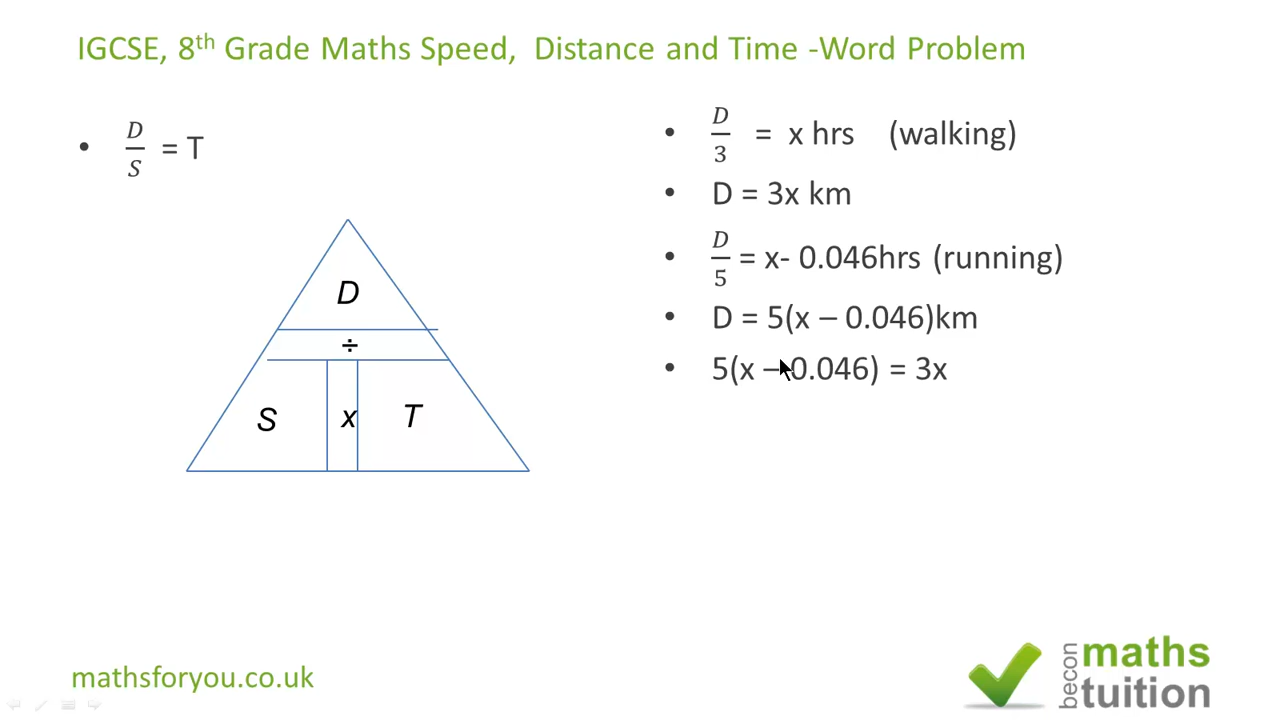 IGCSE, 8th Grade Maths Speed, Distance and Time -Word Problem
• D/S = T
D
÷
S x T
• D/3 = x hrs (walking)
• D = 3x km
• D/5 = x- 0.046hrs (running)
• D = 5(x – 0.046)km
• 5(x – 0.046) = 3x
mathsforyou.co.uk
becon
maths
tuition